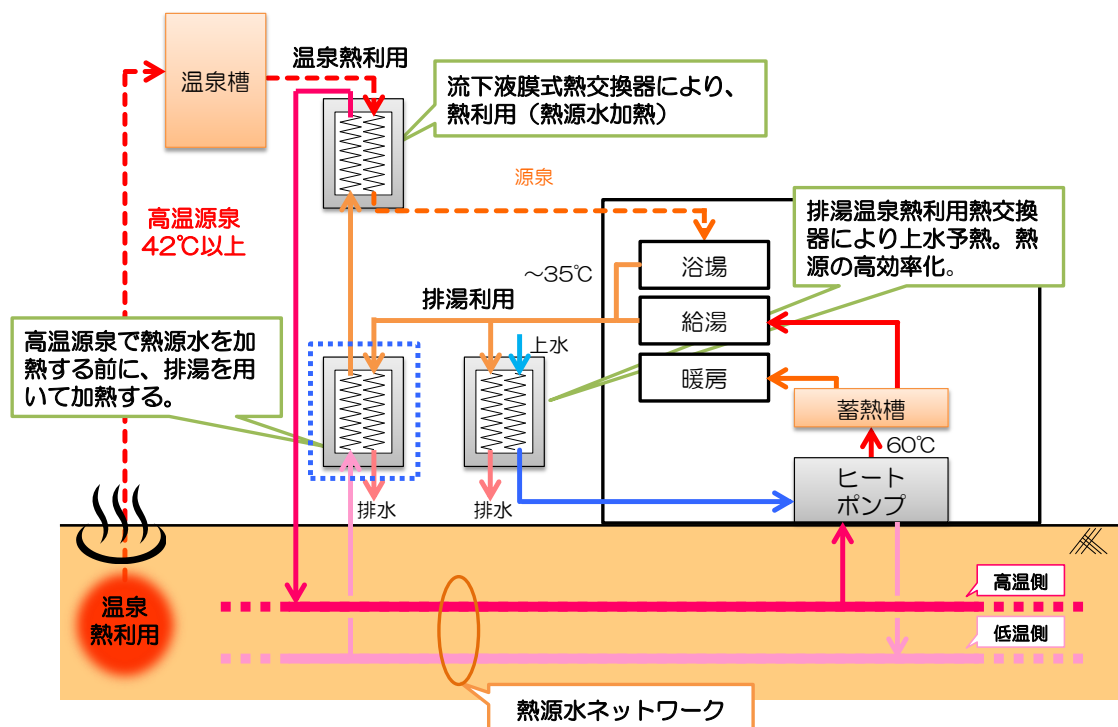 温泉槽
温泉熱利用
流下液膜式熱交換器により、
熱利用（熱源水加熱）
高温源泉
42℃以上
源泉
排湯温泉熱利用熱交換
器により上水予熱。熱
源の高効率化。
浴場
～35℃
排湯利用
給湯
上水
暖房
高温源泉で熱源水を加
熱する前に、排湯を用
いて加熱する。
蓄熱槽
60℃
ヒート
ポンプ
排水
排水
温泉
熱利用
高温側
低温側
熱源水ネットワーク